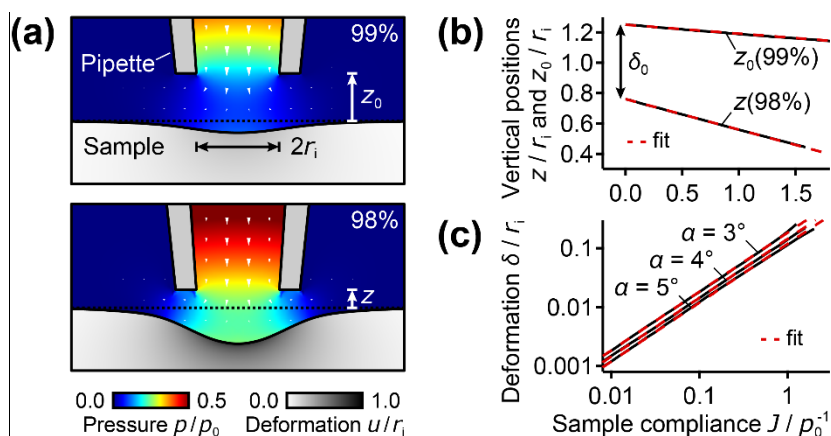 (a)
99%
Pipette
z₀
Sample
2rᵢ
98%
z
0.0 0.5 0.0 1.0
Pressure p/p₀ Deformation u/rᵢ
(b)
Vertical positions
z/rᵢ and z₀/rᵢ
1.2
1.0
0.8
0.6
0.4
δ₀
z₀(99%)
z(98%)
fit
0.0 0.5 1.0 1.5
(c)
Deformation δ/rᵢ
0.1
0.01
0.001
α = 3°
α = 4°
α = 5°
fit
0.01 0.1 1
Sample compliance J/p₀⁻¹